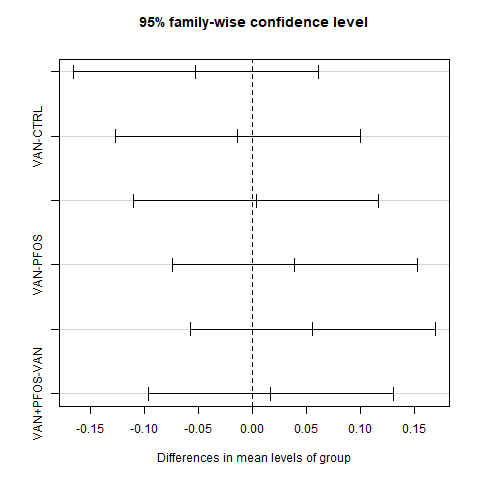 95% family-wise confidence level
VAN-CTRL
VAN-PFOS
VAN+PFOS-VAN
-0.15 -0.10 -0.05 0.00 0.05 0.10 0.15
Differences in mean levels of group